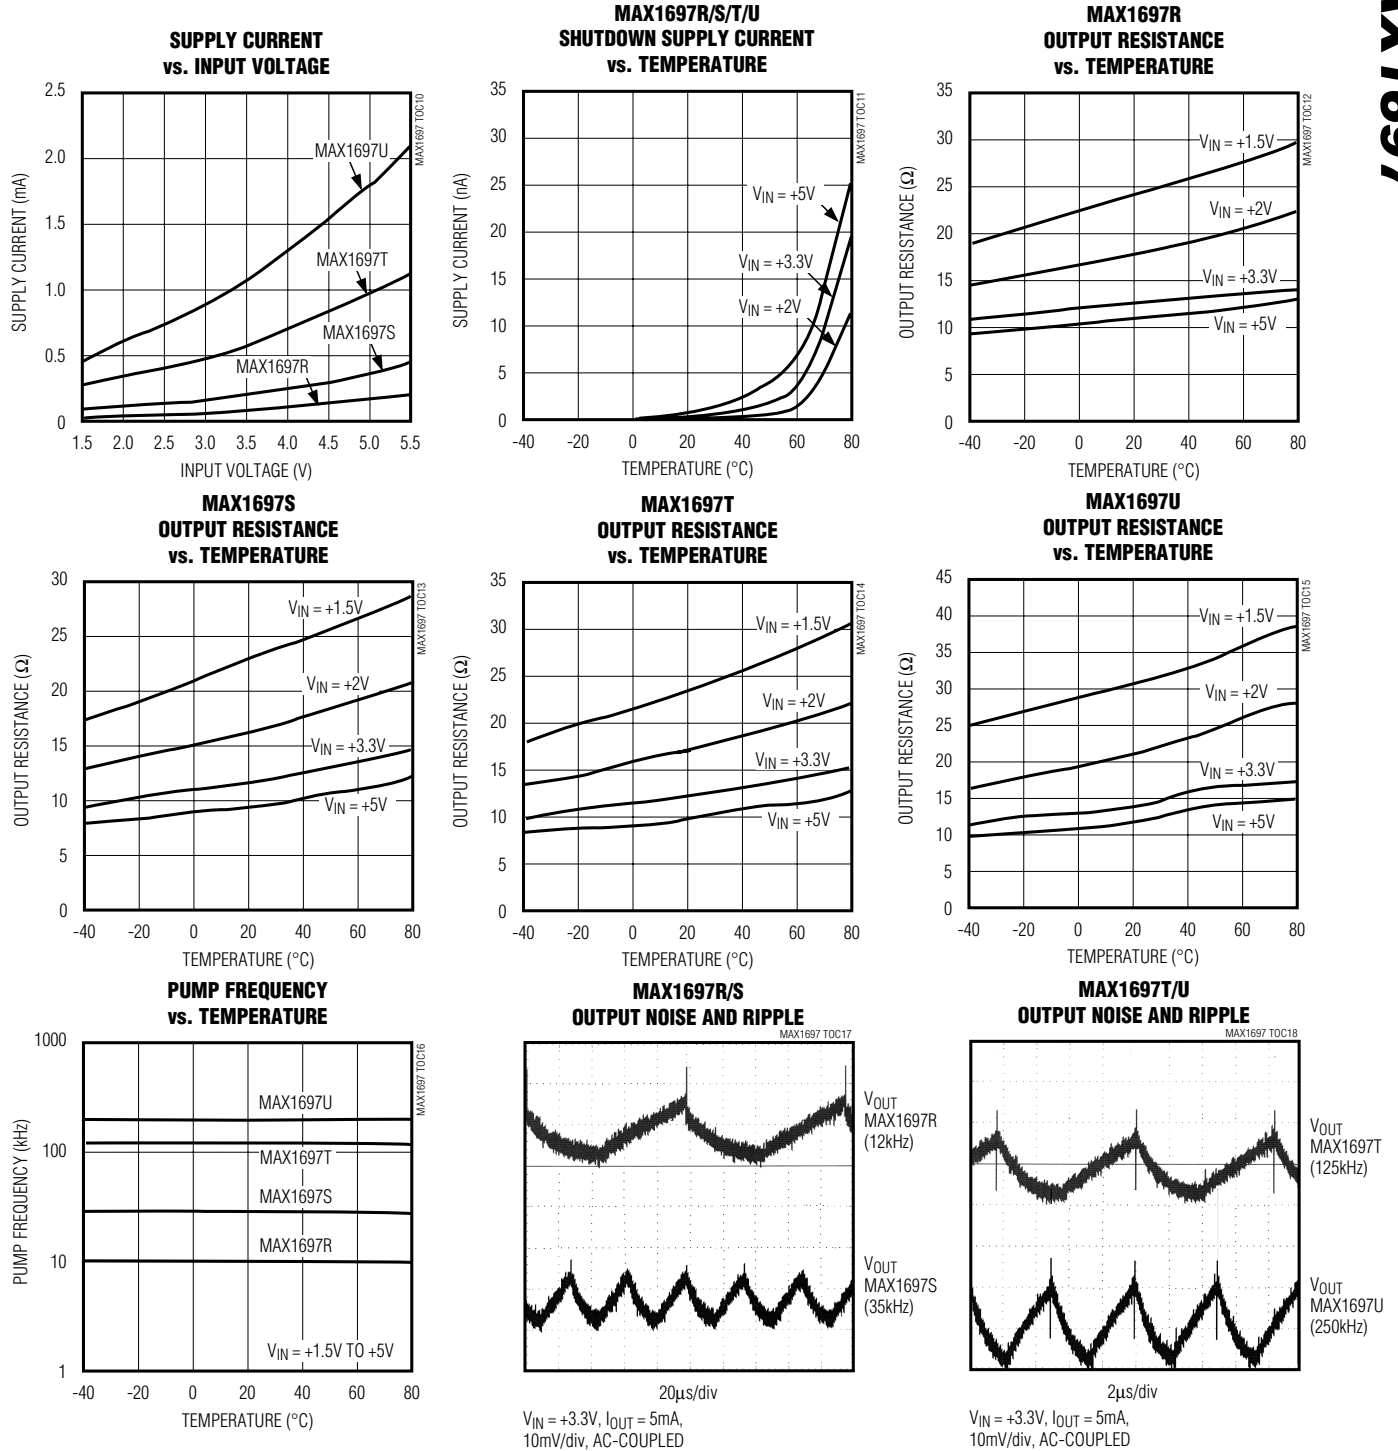 SUPPLY CURRENT
vs. INPUT VOLTAGE
2.5
2.0
1.5
1.0
0.5
0
SUPPLY CURRENT (mA)
MAX1697 TOC10
MAX1697U
MAX1697T
MAX1697S
MAX1697R
1.5 2.0 2.5 3.0 3.5 4.0 4.5 5.0 5.5
INPUT VOLTAGE (V)
MAX1697R/S/T/U
SHUTDOWN SUPPLY CURRENT
vs. TEMPERATURE
35
30
25
20
15
10
5
0
SUPPLY CURRENT (nA)
MAX1697 TOC11
VIN = +5V
VIN = +3.3V
VIN = +2V
-40 -20 0 20 40 60 80
TEMPERATURE (°C)
MAX1697R
OUTPUT RESISTANCE
vs. TEMPERATURE
35
30
25
20
15
10
5
0
OUTPUT RESISTANCE (Ω)
MAX1697 TOC12
VIN = +1.5V
VIN = +2V
VIN = +3.3V
VIN = +5V
-40 -20 0 20 40 60 80
TEMPERATURE (°C)
MAX1697S
OUTPUT RESISTANCE
vs. TEMPERATURE
30
25
20
15
10
5
0
OUTPUT RESISTANCE (Ω)
MAX1697 TOC13
VIN = +1.5V
VIN = +2V
VIN = +3.3V
VIN = +5V
-40 -20 0 20 40 60 80
TEMPERATURE (°C)
MAX1697T
OUTPUT RESISTANCE
vs. TEMPERATURE
35
30
25
20
15
10
5
0
OUTPUT RESISTANCE (Ω)
MAX1697 TOC14
VIN = +1.5V
VIN = +2V
VIN = +3.3V
VIN = +5V
-40 -20 0 20 40 60 80
TEMPERATURE (°C)
MAX1697U
OUTPUT RESISTANCE
vs. TEMPERATURE
45
40
35
30
25
20
15
10
5
0
OUTPUT RESISTANCE (Ω)
MAX1697 TOC15
VIN = +1.5V
VIN = +2V
VIN = +3.3V
VIN = +5V
-40 -20 0 20 40 60 80
TEMPERATURE (°C)
PUMP FREQUENCY
vs. TEMPERATURE
1000
100
10
1
PUMP FREQUENCY (kHz)
MAX1697 TOC16
MAX1697U
MAX1697T
MAX1697S
MAX1697R
VIN = +1.5V TO +5V
-40 -20 0 20 40 60 80
TEMPERATURE (°C)
MAX1697R/S
OUTPUT NOISE AND RIPPLE
MAX1697 TOC17
VOUT
MAX1697R
(12kHz)
VOUT
MAX1697S
(35kHz)
20µs/div
VIN = +3.3V, IOUT = 5mA,
10mV/div, AC-COUPLED
MAX1697T/U
OUTPUT NOISE AND RIPPLE
MAX1697 TOC18
VOUT
MAX1697T
(125kHz)
VOUT
MAX1697U
(250kHz)
2µs/div
VIN = +3.3V, IOUT = 5mA,
10mV/div, AC-COUPLED